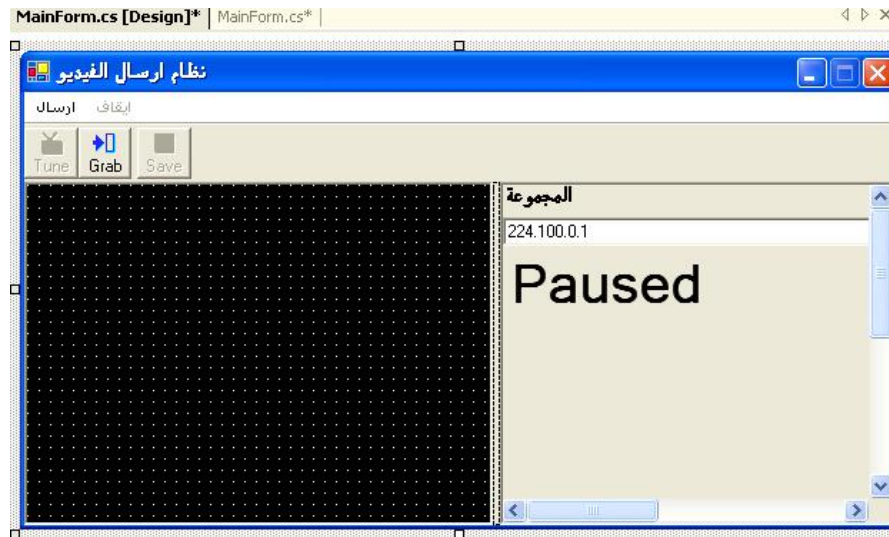 MainForm.cs [Design]* MainForm.cs*
نظام ارسال الفيديو
ارسال ايقاف
Tune Grab Save
المجموعة
224.100.0.1
Paused